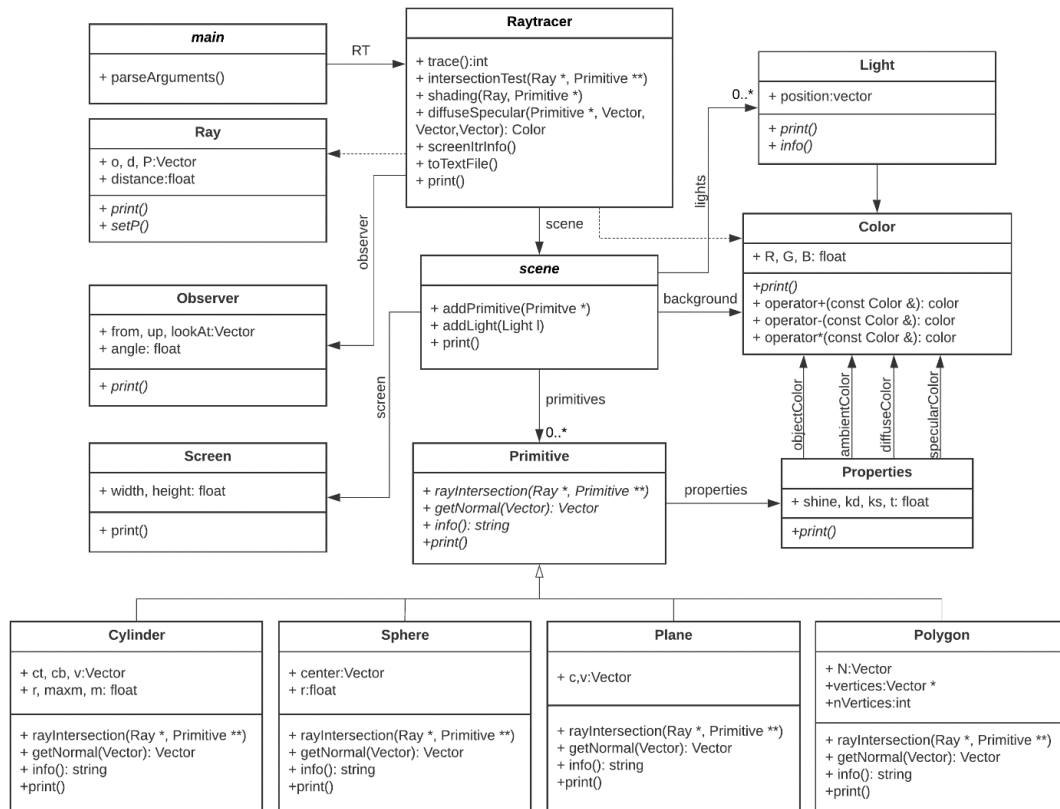 main
+ parseArguments()
RT
Raytracer
+ trace():int
+ intersectionTest(Ray *, Primitive **)
+ shading(Ray, Primitive *)
+ diffuseSpecular(Primitive *, Vector,
Vector,Vector): Color
+ screenItrInfo()
+ toTextFile()
+ print()
Light
+ position:vector
+ print()
+ info()
0..*
lights
Ray
+ o, d, P:Vector
+ distance:float
+ print()
+ setP()
observer
scene
Color
+ R, G, B: float
+print()
+ operator+(const Color &): color
+ operator-(const Color &): color
+ operator*(const Color &): color
scene
+ addPrimitive(Primitve *)
+ addLight(Light l)
+ print()
background
Observer
+ from, up, lookAt:Vector
+ angle: float
+ print()
screen
primitives
0..*
objectColor
ambientColor
diffuseColor
specularColor
Screen
+ width, height: float
+ print()
Primitive
+ rayIntersection(Ray *, Primitive **)
+ getNormal(Vector): Vector
+ info(): string
+print()
properties
Properties
+ shine, kd, ks, t: float
+print()
Cylinder
+ ct, cb, v:Vector
+ r, maxm, m: float
+ rayIntersection(Ray *, Primitive **)
+ getNormal(Vector): Vector
+ info(): string
+print()
Sphere
+ center:Vector
+ r:float
+ rayIntersection(Ray *, Primitive **)
+ getNormal(Vector): Vector
+ info(): string
+print()
Plane
+ c,v:Vector
+ rayIntersection(Ray *, Primitive **)
+ getNormal(Vector): Vector
+ info(): string
+print()
Polygon
+ N:Vector
+vertices:Vector *
+nVertices:int
+ rayIntersection(Ray *, Primitive **)
+ getNormal(Vector): Vector
+ info(): string
+print()